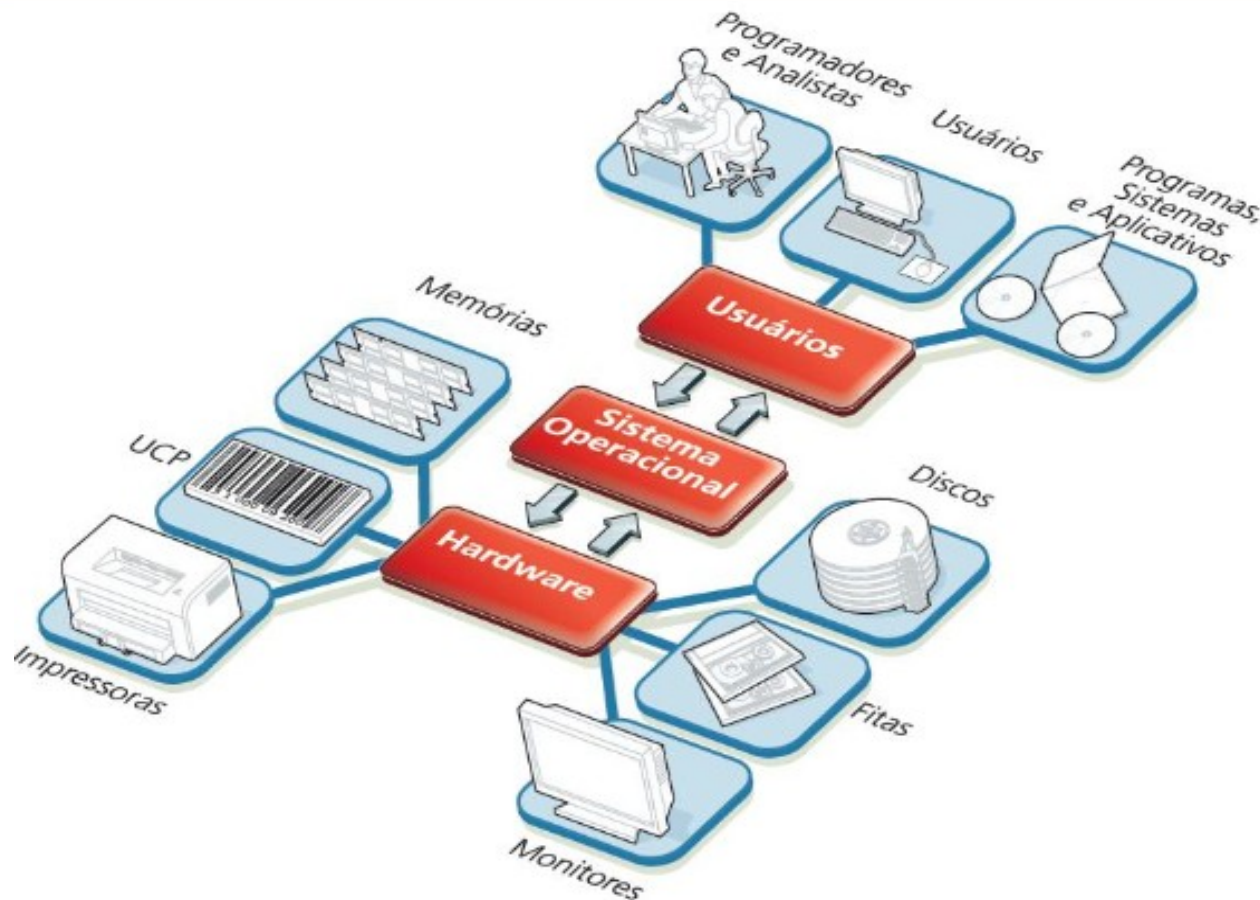 Programadores
e Analistas
Usuários
Programas,
Sistemas
e Aplicativos
Usuários
Memórias
Sistema
Operacional
UCP
Discos
Hardware
Impressoras
Fitas
Monitores